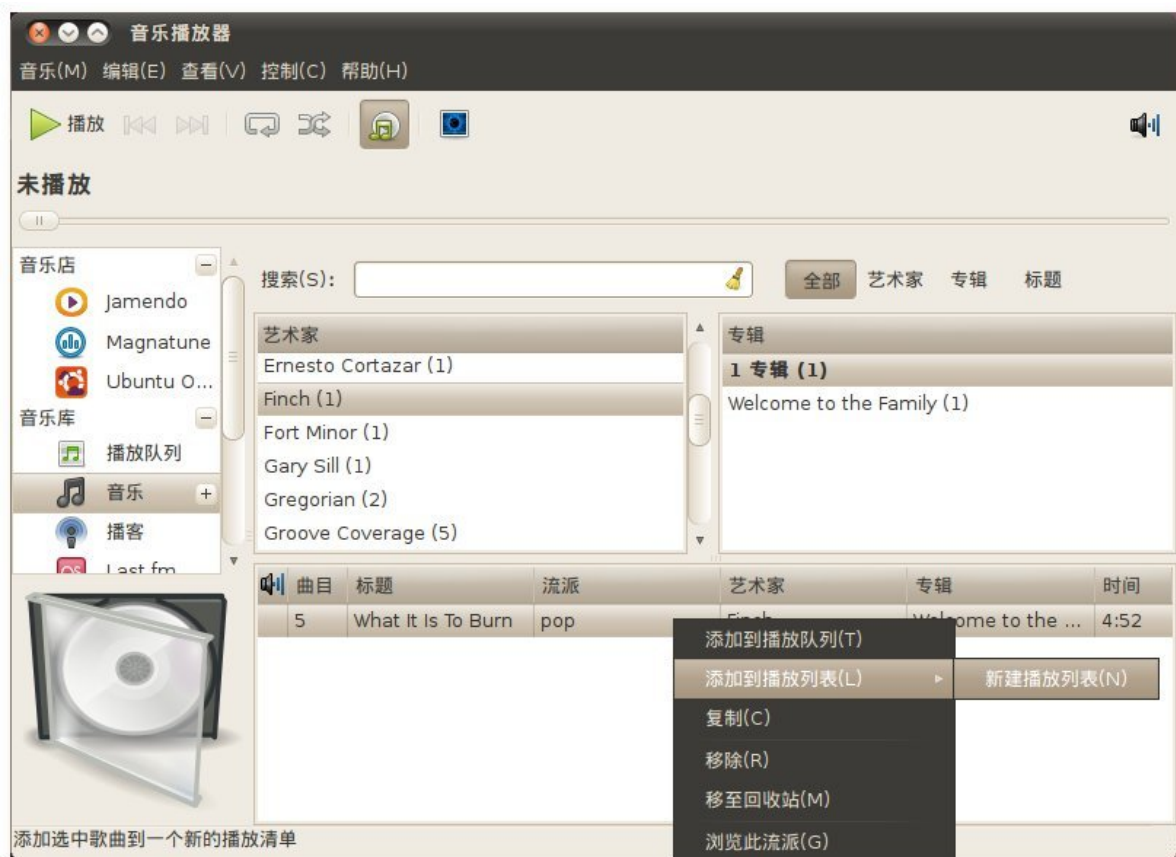 音乐播放器
音乐(M) 编辑(E) 查看(V) 控制(C) 帮助(H)
播放
未播放
音乐店
Jamendo
Magnatune
Ubuntu O...
音乐库
播放队列
音乐
播客
Last fm
搜索(S):
全部 艺术家 专辑 标题
艺术家
Ernesto Cortazar (1)
Finch (1)
Fort Minor (1)
Gary Sill (1)
Gregorian (2)
Groove Coverage (5)
专辑
1 专辑 (1)
Welcome to the Family (1)
曲目 标题 流派 艺术家 专辑 时间
5 What It Is To Burn pop Finch Welcome to the ... 4:52
添加到播放队列(T)
添加到播放列表(L)
新建播放列表(N)
复制(C)
移除(R)
移至回收站(M)
浏览此流派(G)
添加选中歌曲到一个新的播放清单